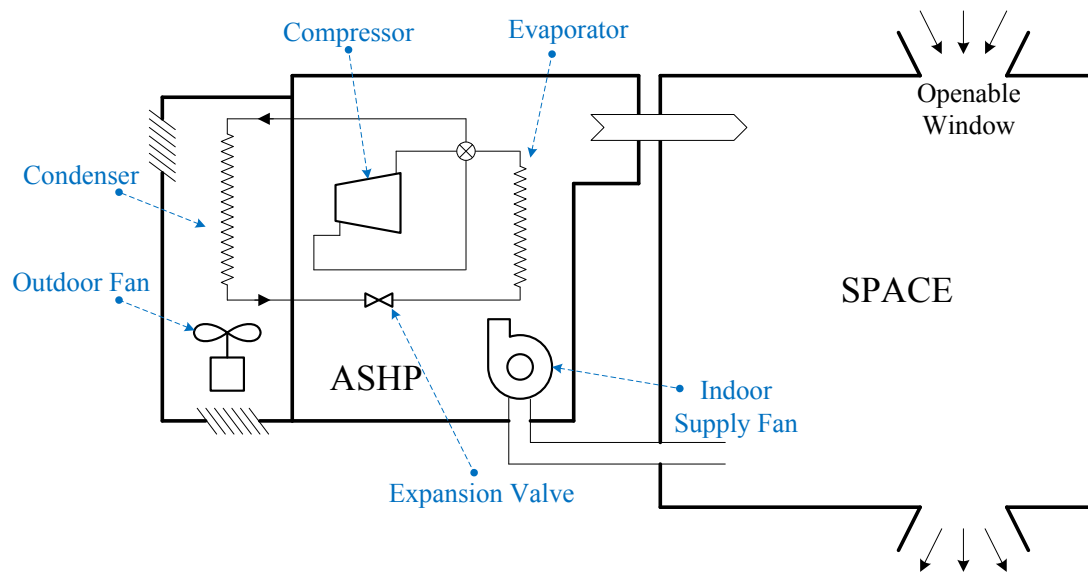 Compressor
Evaporator
Openable
Window
Condenser
Outdoor Fan
SPACE
ASHP
Indoor
Supply Fan
Expansion Valve